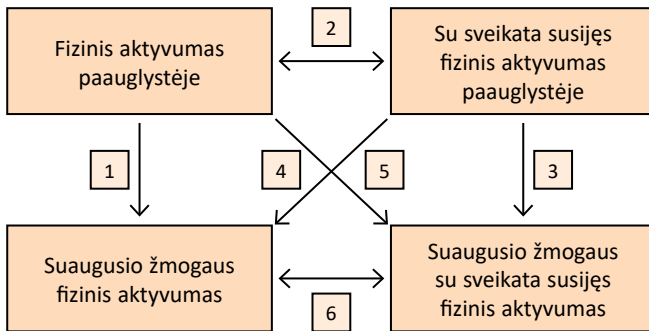 Fizinis aktyvumas
paauglystėje
2
Su sveikata susijęs
fizinis aktyvumas
paauglystėje
1
4
5
3
Suaugusio žmogaus
fizinis aktyvumas
6
Suaugusio žmogaus
su sveikata susijęs
fizinis aktyvumas